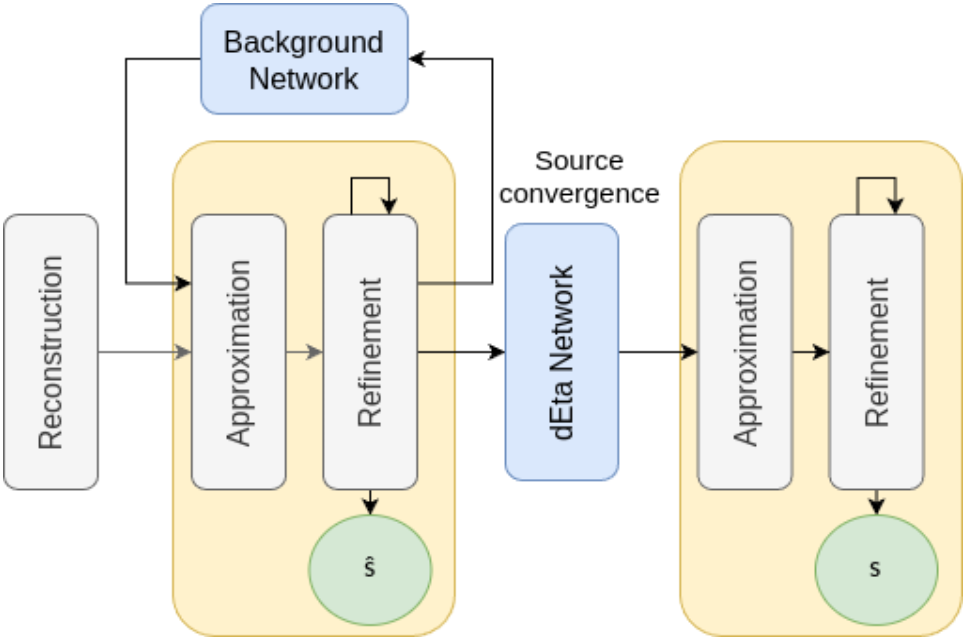 Background
Network
Source
convergence
Reconstruction
Approximation
Refinement
dEta Network
Approximation
Refinement
ŝ
s